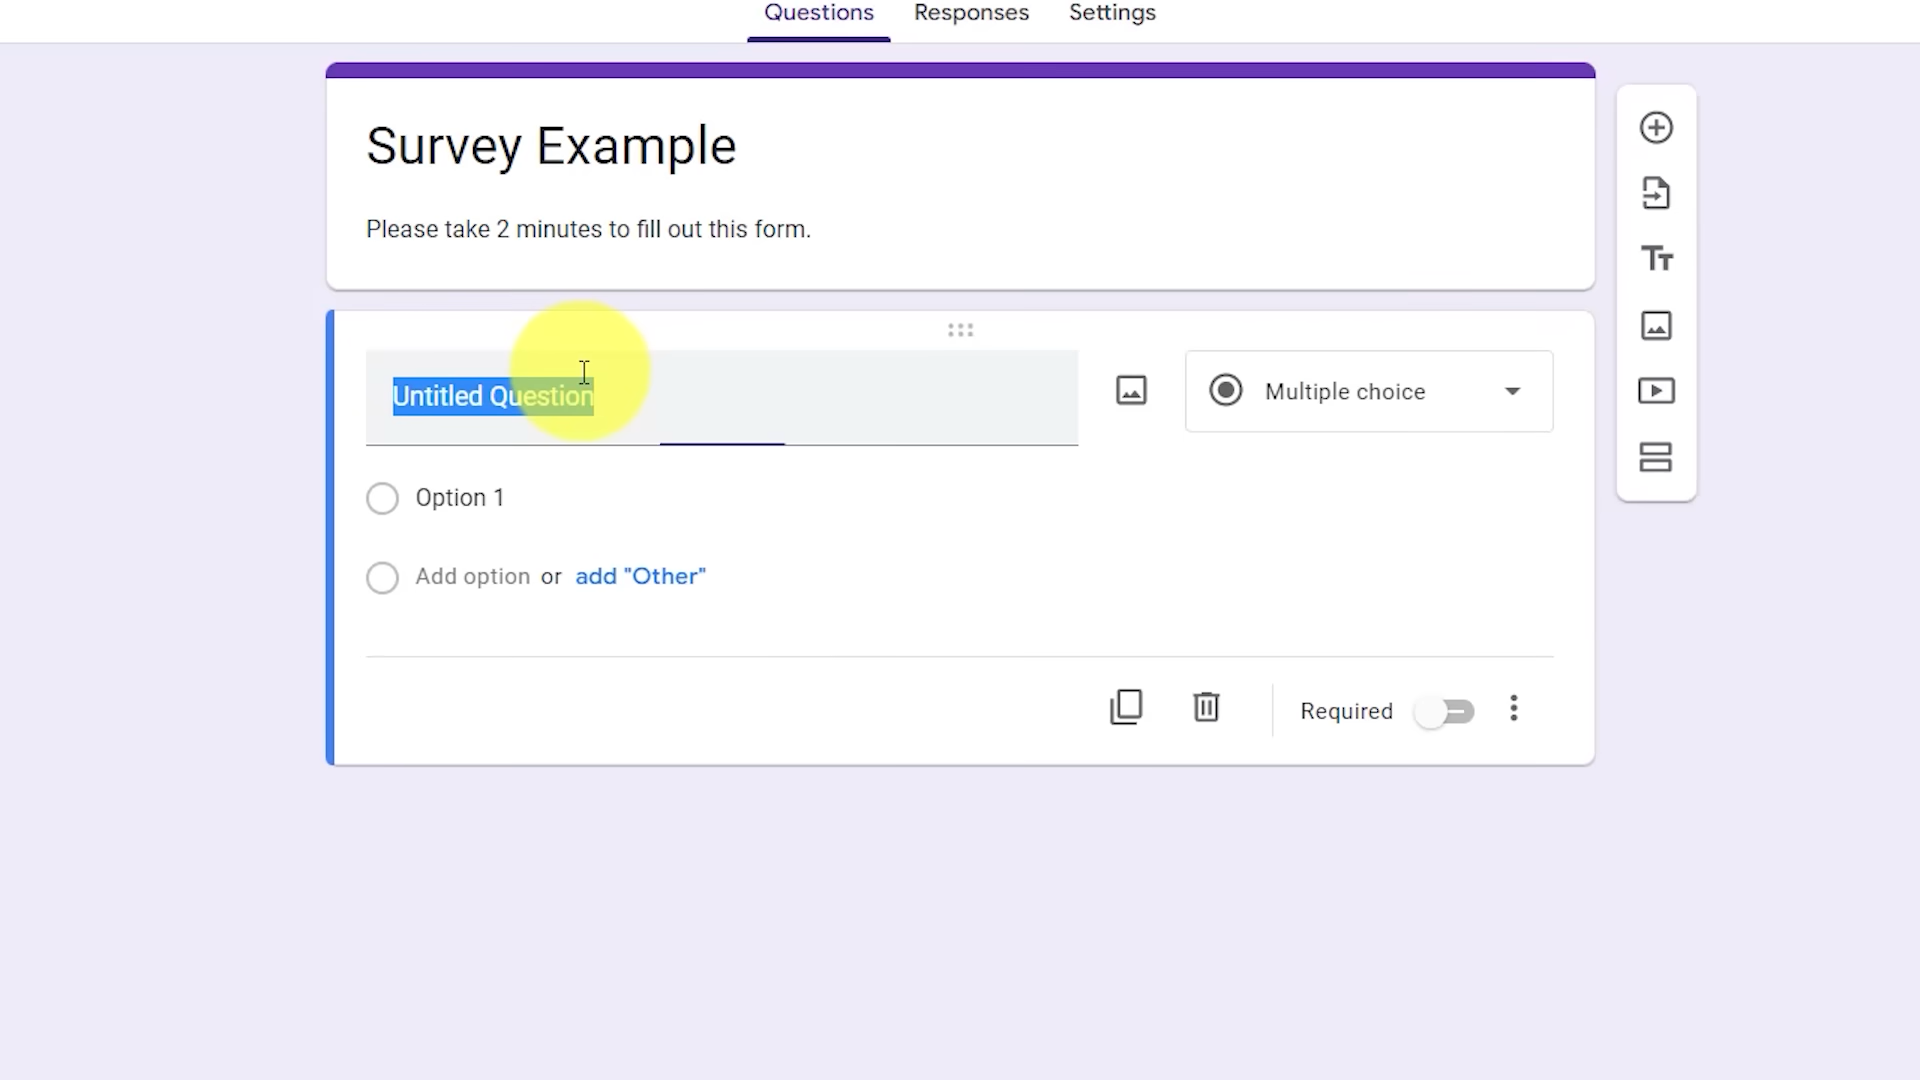 Questions Responses Settings
Survey Example
Please take 2 minutes to fill out this form.
Untitled Question
Multiple choice
Option 1
Add option or add "Other"
Required